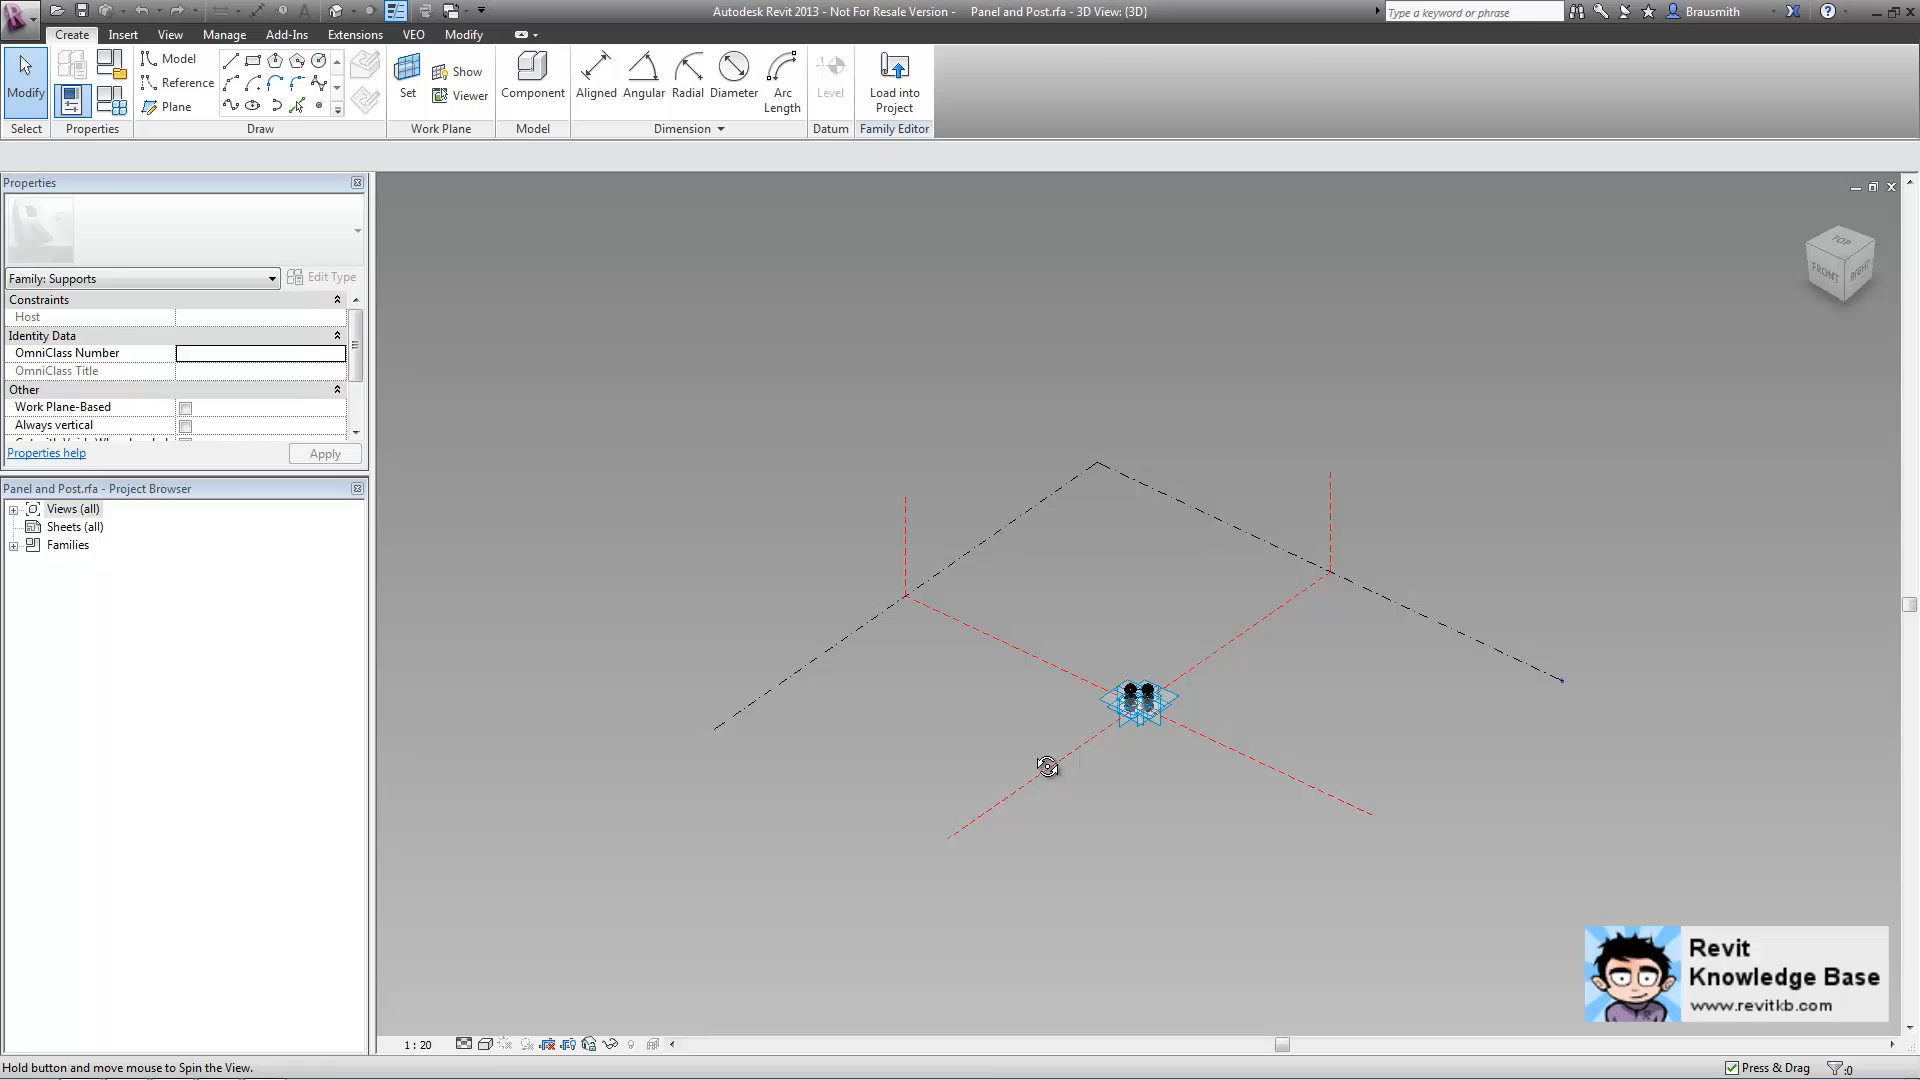 Autodesk Revit 2013 - Not For Resale Version -    Panel and Post.rfa - 3D View: {3D}
Type a keyword or phrase
Brausmith
Create Insert View Manage Add-Ins Extensions VEO Modify
Modify
Model
Reference
Plane
Set
Show
Viewer
Component
Aligned
Angular
Radial
Diameter
Arc
Length
Level
Load into
Project
Select
Properties
Draw
Work Plane
Model
Dimension
Datum
Family Editor
Properties
Family: Supports
Edit Type
Constraints
Host
Identity Data
OmniClass Number
OmniClass Title
Other
Work Plane-Based
Always vertical
Properties help
Apply
Panel and Post.rfa - Project Browser
Views (all)
Sheets (all)
Families
TOP
FRONT
RIGHT
Revit
Knowledge Base
www.revitkb.com
1 : 20
Hold button and move mouse to Spin the View.
Press & Drag
:0